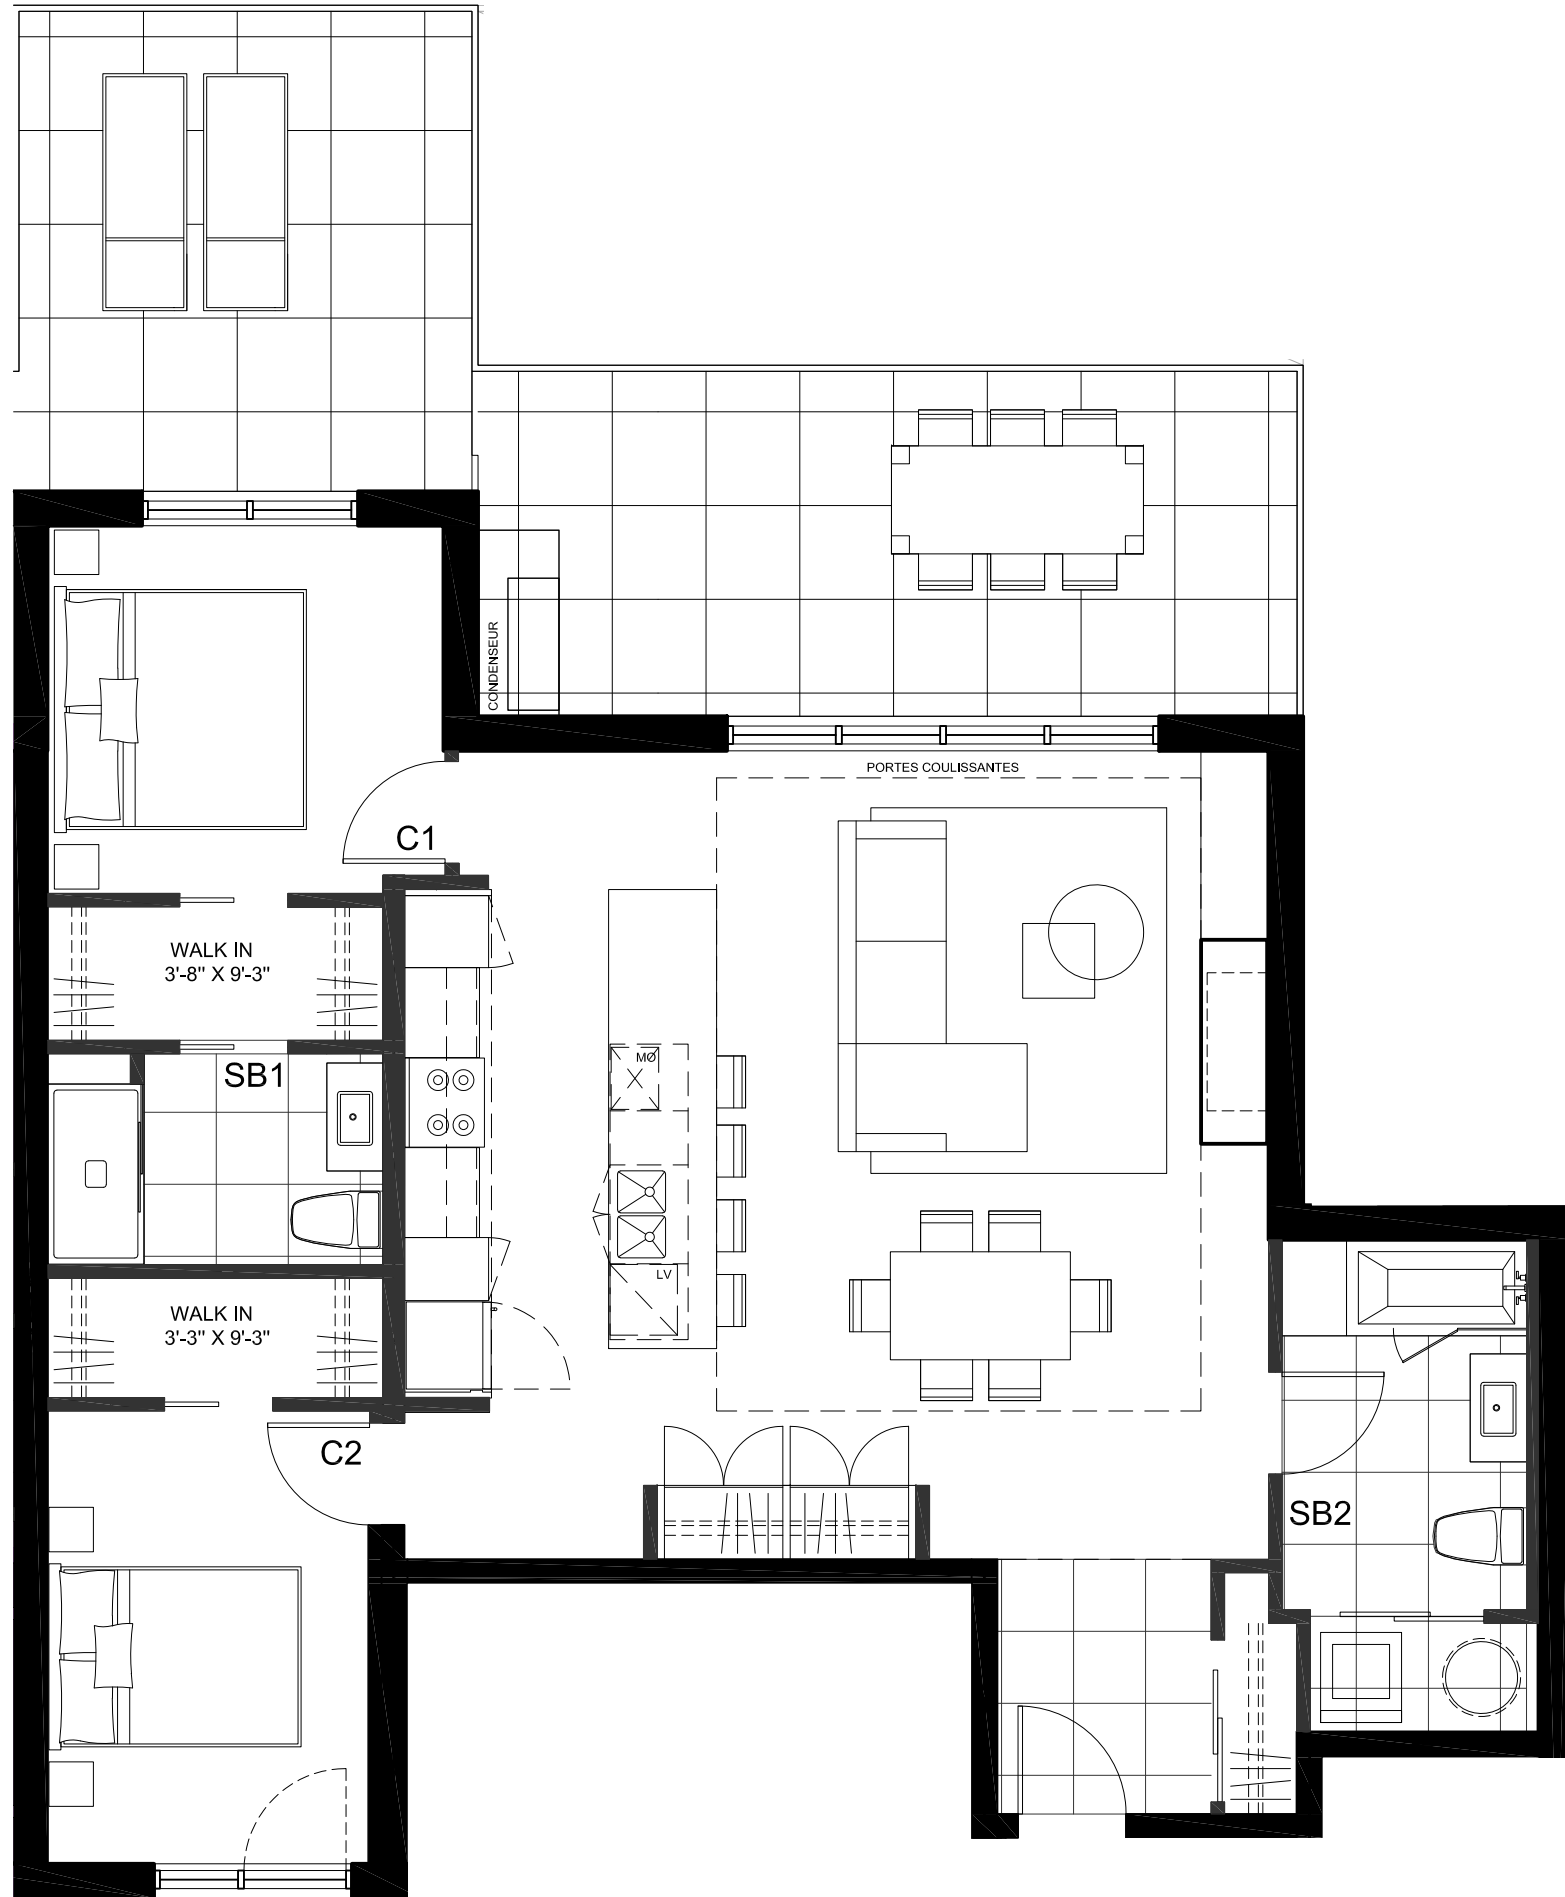 CONDENSEUR
PORTES COULISSANTES
C1
WALK IN
3'-8" X 9'-3"
MO
SB1
LV
WALK IN
3'-3" X 9'-3"
C2
SB2